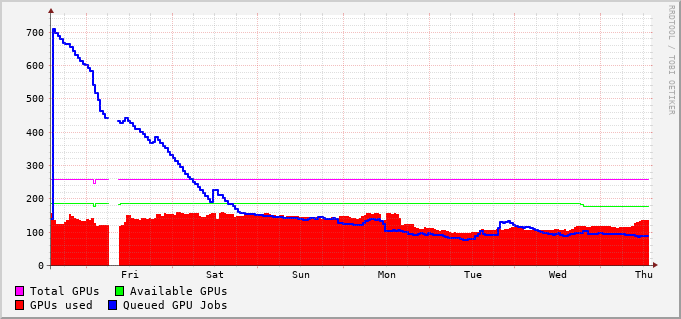 RRDTOOL / TOBI OETIKER
700
600
500
400
300
200
100
0
Fri Sat Sun Mon Tue Wed Thu
Total GPUs Available GPUs
GPUs used Queued GPU Jobs